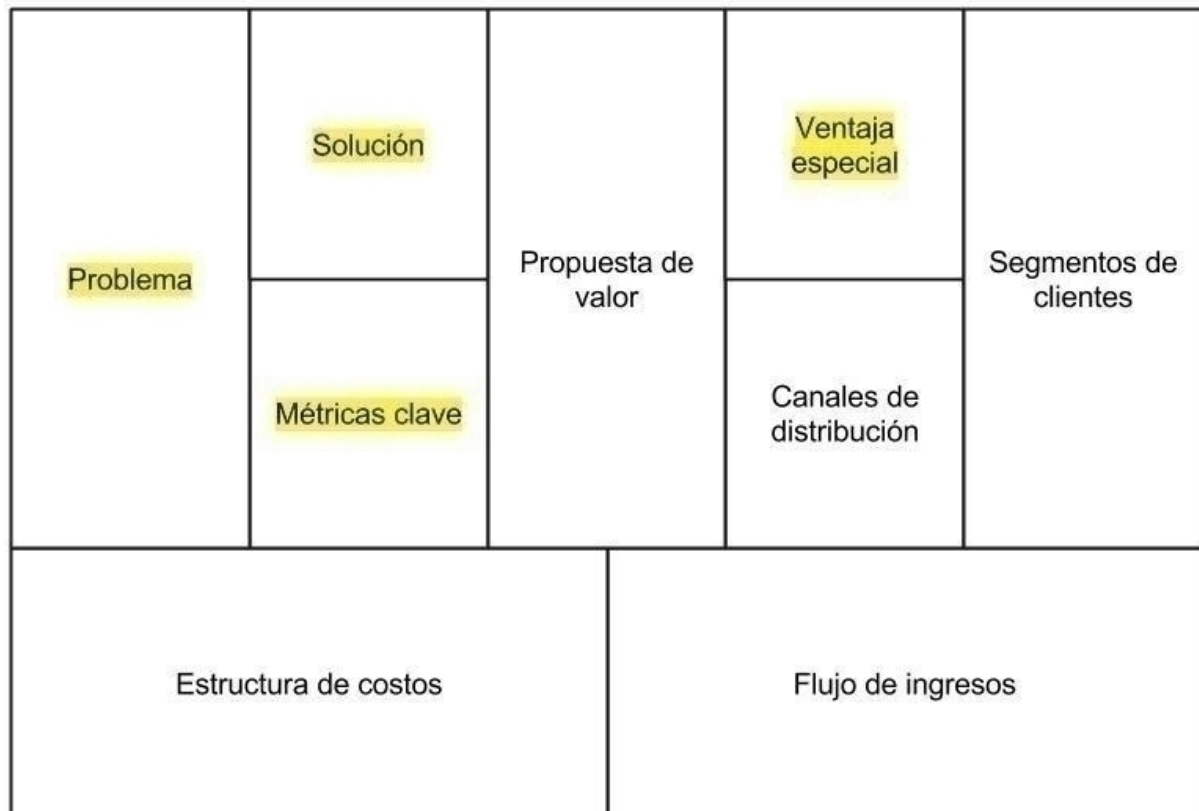 Problema
Solución
Métricas clave
Propuesta de
valor
Ventaja
especial
Canales de
distribución
Segmentos de
clientes
Estructura de costos
Flujo de ingresos